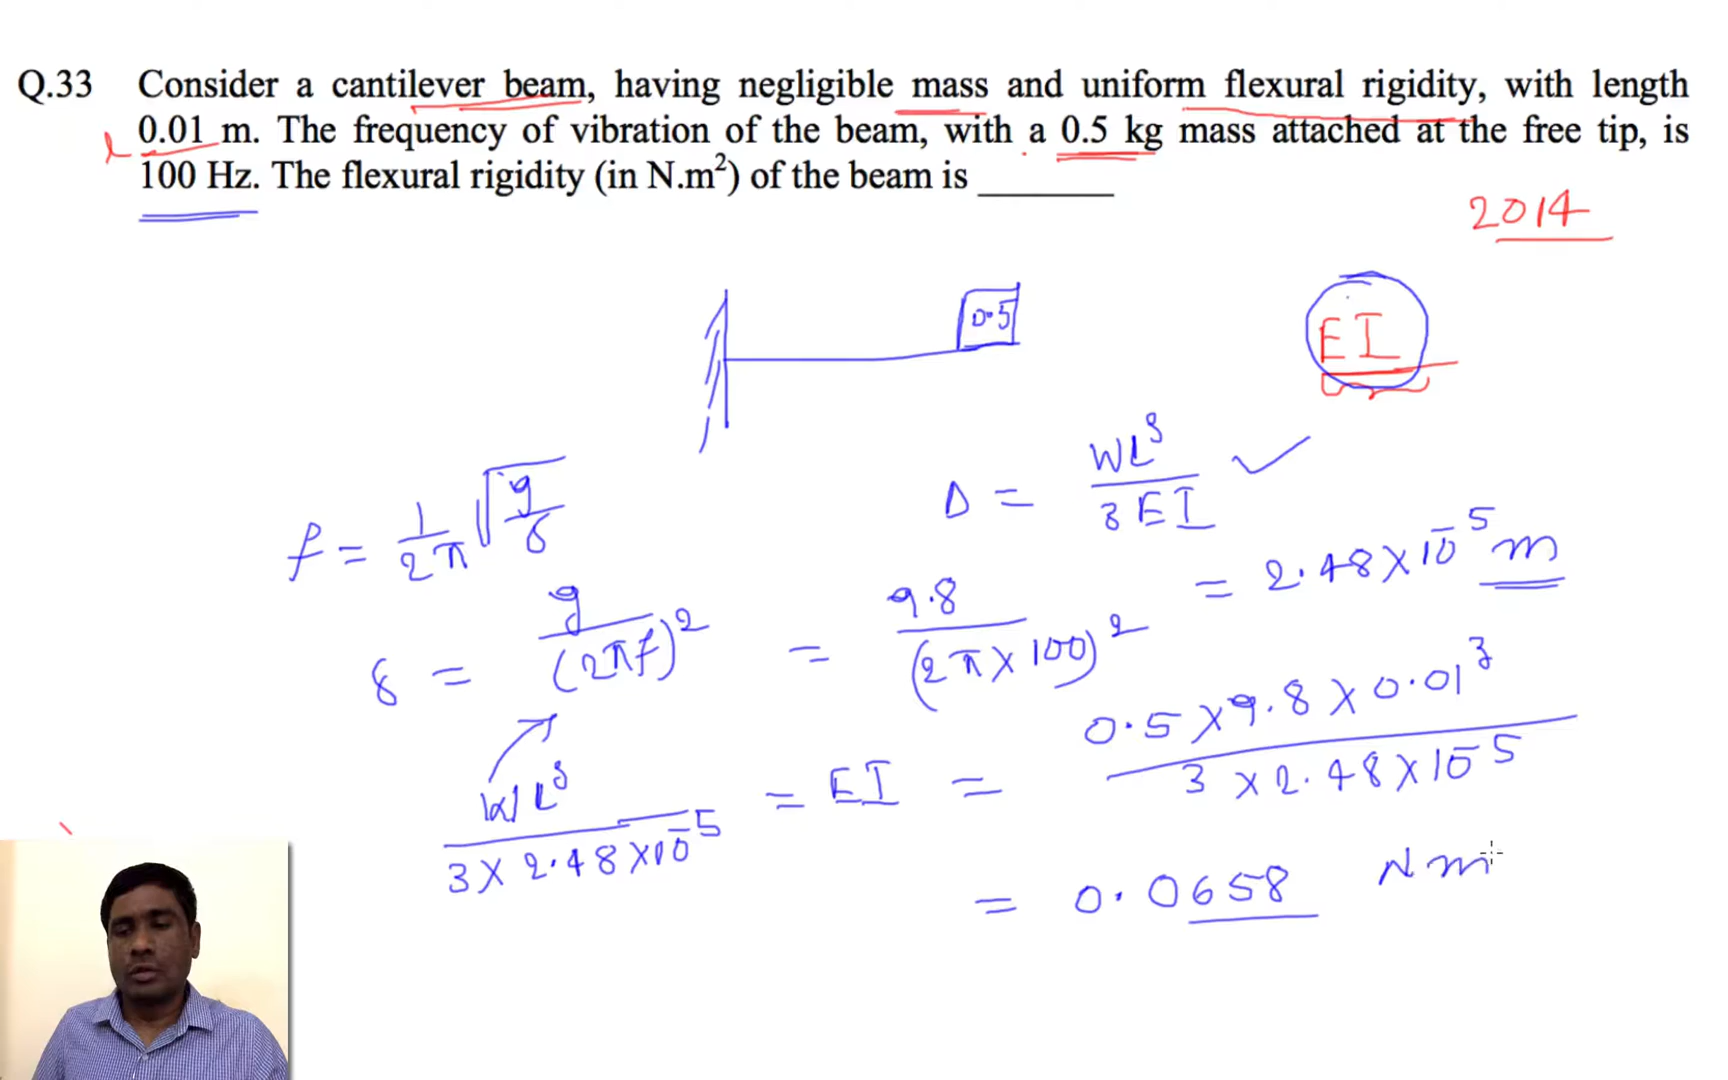 Q.33 Consider a cantilever beam, having negligible mass and uniform flexural rigidity, with length
0.01 m. The frequency of vibration of the beam, with a 0.5 kg mass attached at the free tip, is
100 Hz. The flexural rigidity (in N.m²) of the beam is ________
l
2014
0.5
EI
Δ = WL³ / 3EI ✓
f = 1/2π √(g/δ)
δ = g/(2πf)² = 9.8/(2π×100)² = 2.48×10⁻⁵ m
WL³ / 3×2.48×10⁻⁵ = EI = 0.5×9.8×0.01³ / 3×2.48×10⁻⁵
= 0.0658 Nm